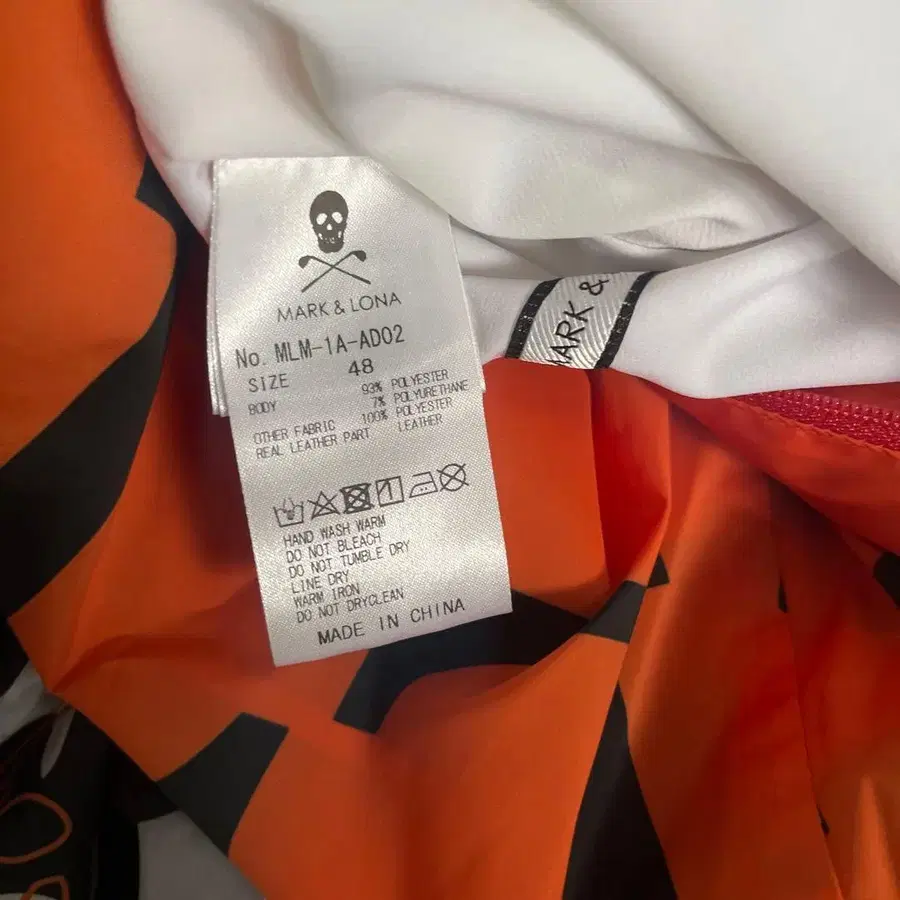 MARK & LONA
No. MLM-1A-AD02
SIZE 48
BODY 93% POLYESTER
7% POLYURETHANE
OTHER FABRIC 100% POLYESTER
REAL LEATHER PART LEATHER
HAND WASH WARM
DO NOT BLEACH
DO NOT TUMBLE DRY
LINE DRY
WARM IRON
DO NOT DRYCLEAN
MADE IN CHINA
MARK &